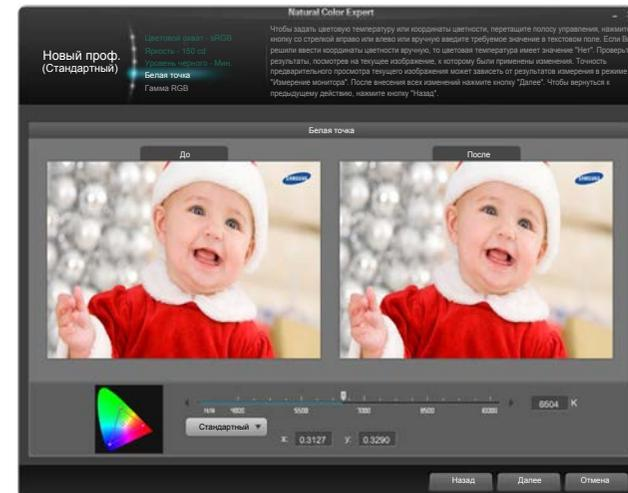 Natural Color Expert
Новый проф.
(Стандартный)
Цветовой охват - sRGB
Яркость - 150 cd
Уровень черного - Мин.
Белая точка
Гамма RGB
Чтобы задать цветовую температуру или координаты цветности, перетащите полосу управления, нажмите
кнопку со стрелкой вправо или влево или вручную введите требуемое значение в текстовом поле. Если Вы
решили ввести координаты цветности вручную, то цветовая температура имеет значение "Нет". Проверьте
результаты, посмотрев на текущее изображение, к которому были применены изменения. Точность
предварительного просмотра текущего изображения может зависеть от результатов измерения в режиме
"Измерение монитора". После внесения всех изменений нажмите кнопку "Далее". Чтобы вернуться к
предыдущему действию, нажмите кнопку "Назад".
Белая точка
До
После
SAMSUNG
SAMSUNG
N/A 4000 5500 7000 8500 10000
6504 K
Стандартный
x: 0.3127 y: 0.3290
Назад Далее Отмена